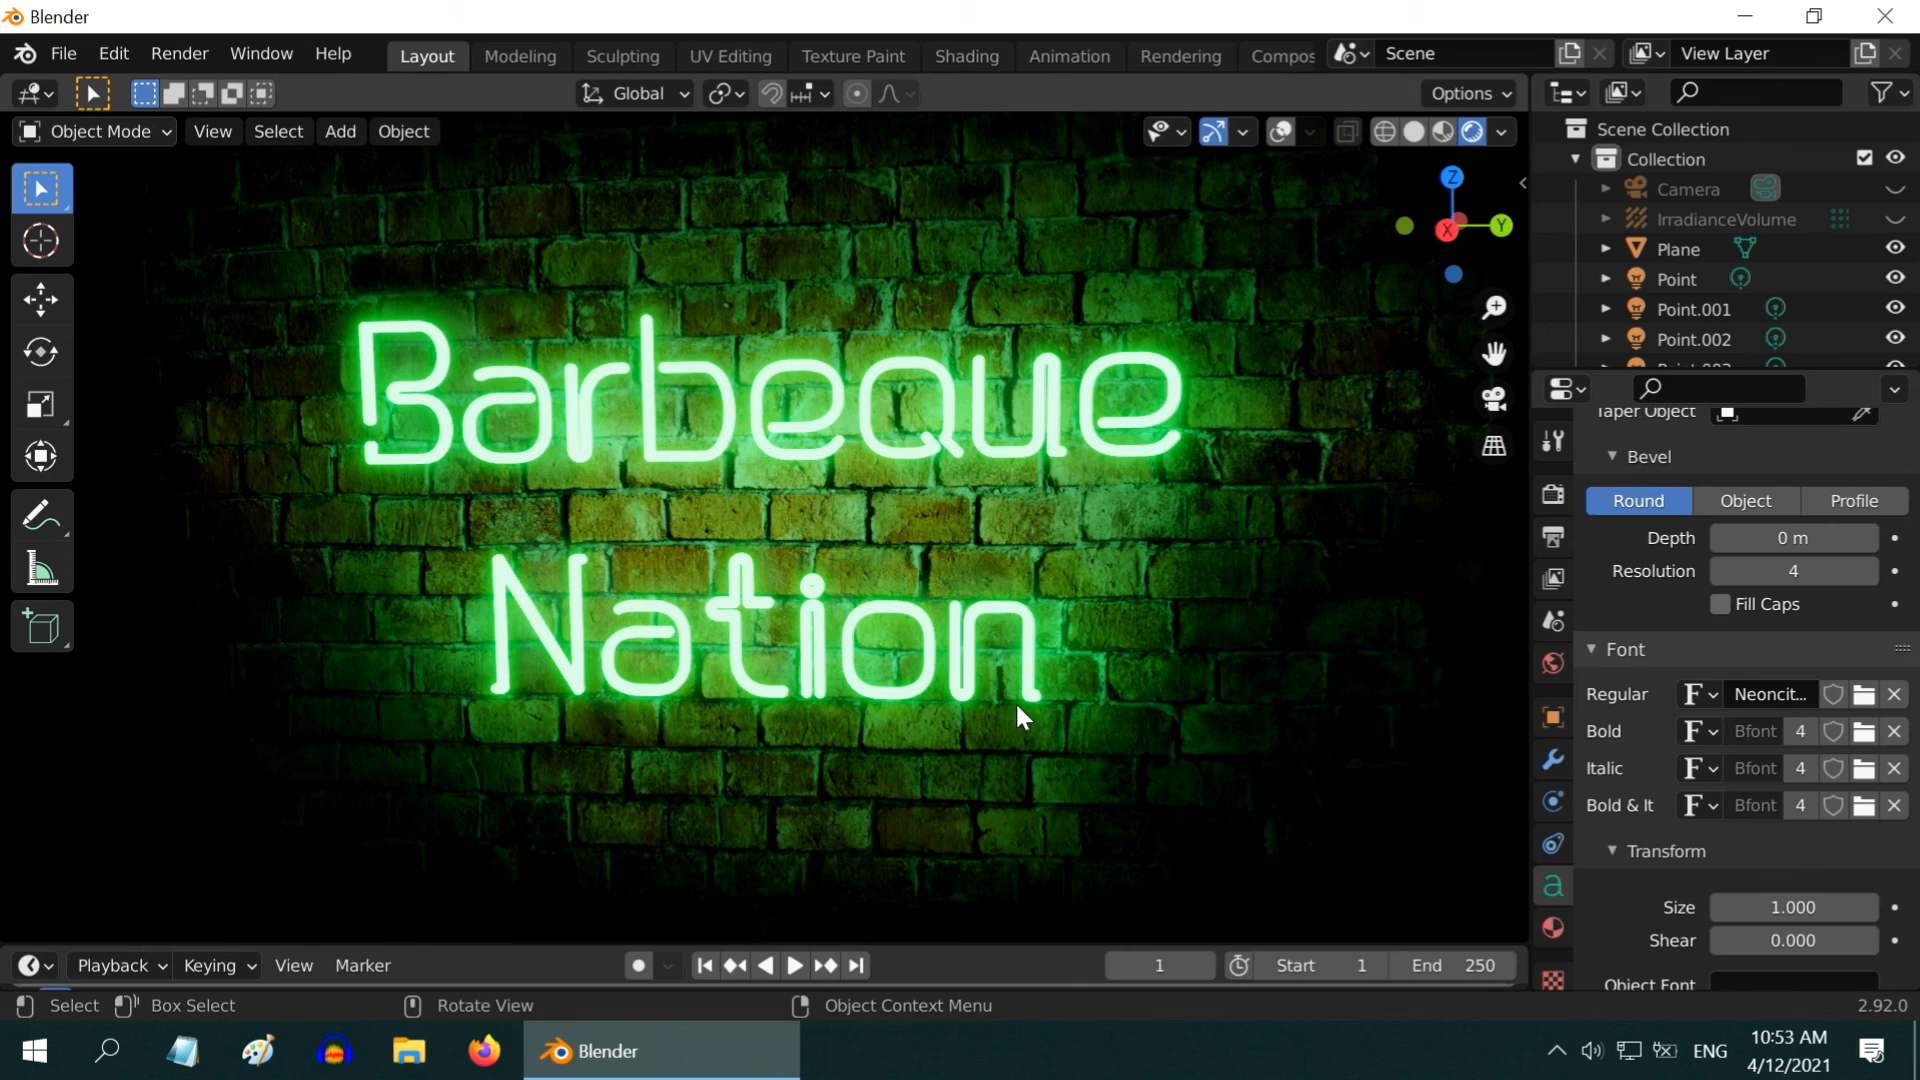 Blender
File Edit Render Window Help Layout Modeling Sculpting UV Editing Texture Paint Shading Animation Rendering Compos Scene View Layer
Global Options
Object Mode View Select Add Object
Barbeque
Nation
X Y Z
Scene Collection
Collection
Camera
IrradianceVolume
Plane
Point
Point.001
Point.002
Taper Object
Bevel
Round Object Profile
Depth 0 m
Resolution 4
Fill Caps
Font
Regular F Neoncit...
Bold F Bfont 4
Italic F Bfont 4
Bold & It F Bfont 4
Transform
Size 1.000
Shear 0.000
Object Font
Playback Keying View Marker 1 Start 1 End 250
Select Box Select Rotate View Object Context Menu 2.92.0
Blender ENG 10:53 AM
4/12/2021